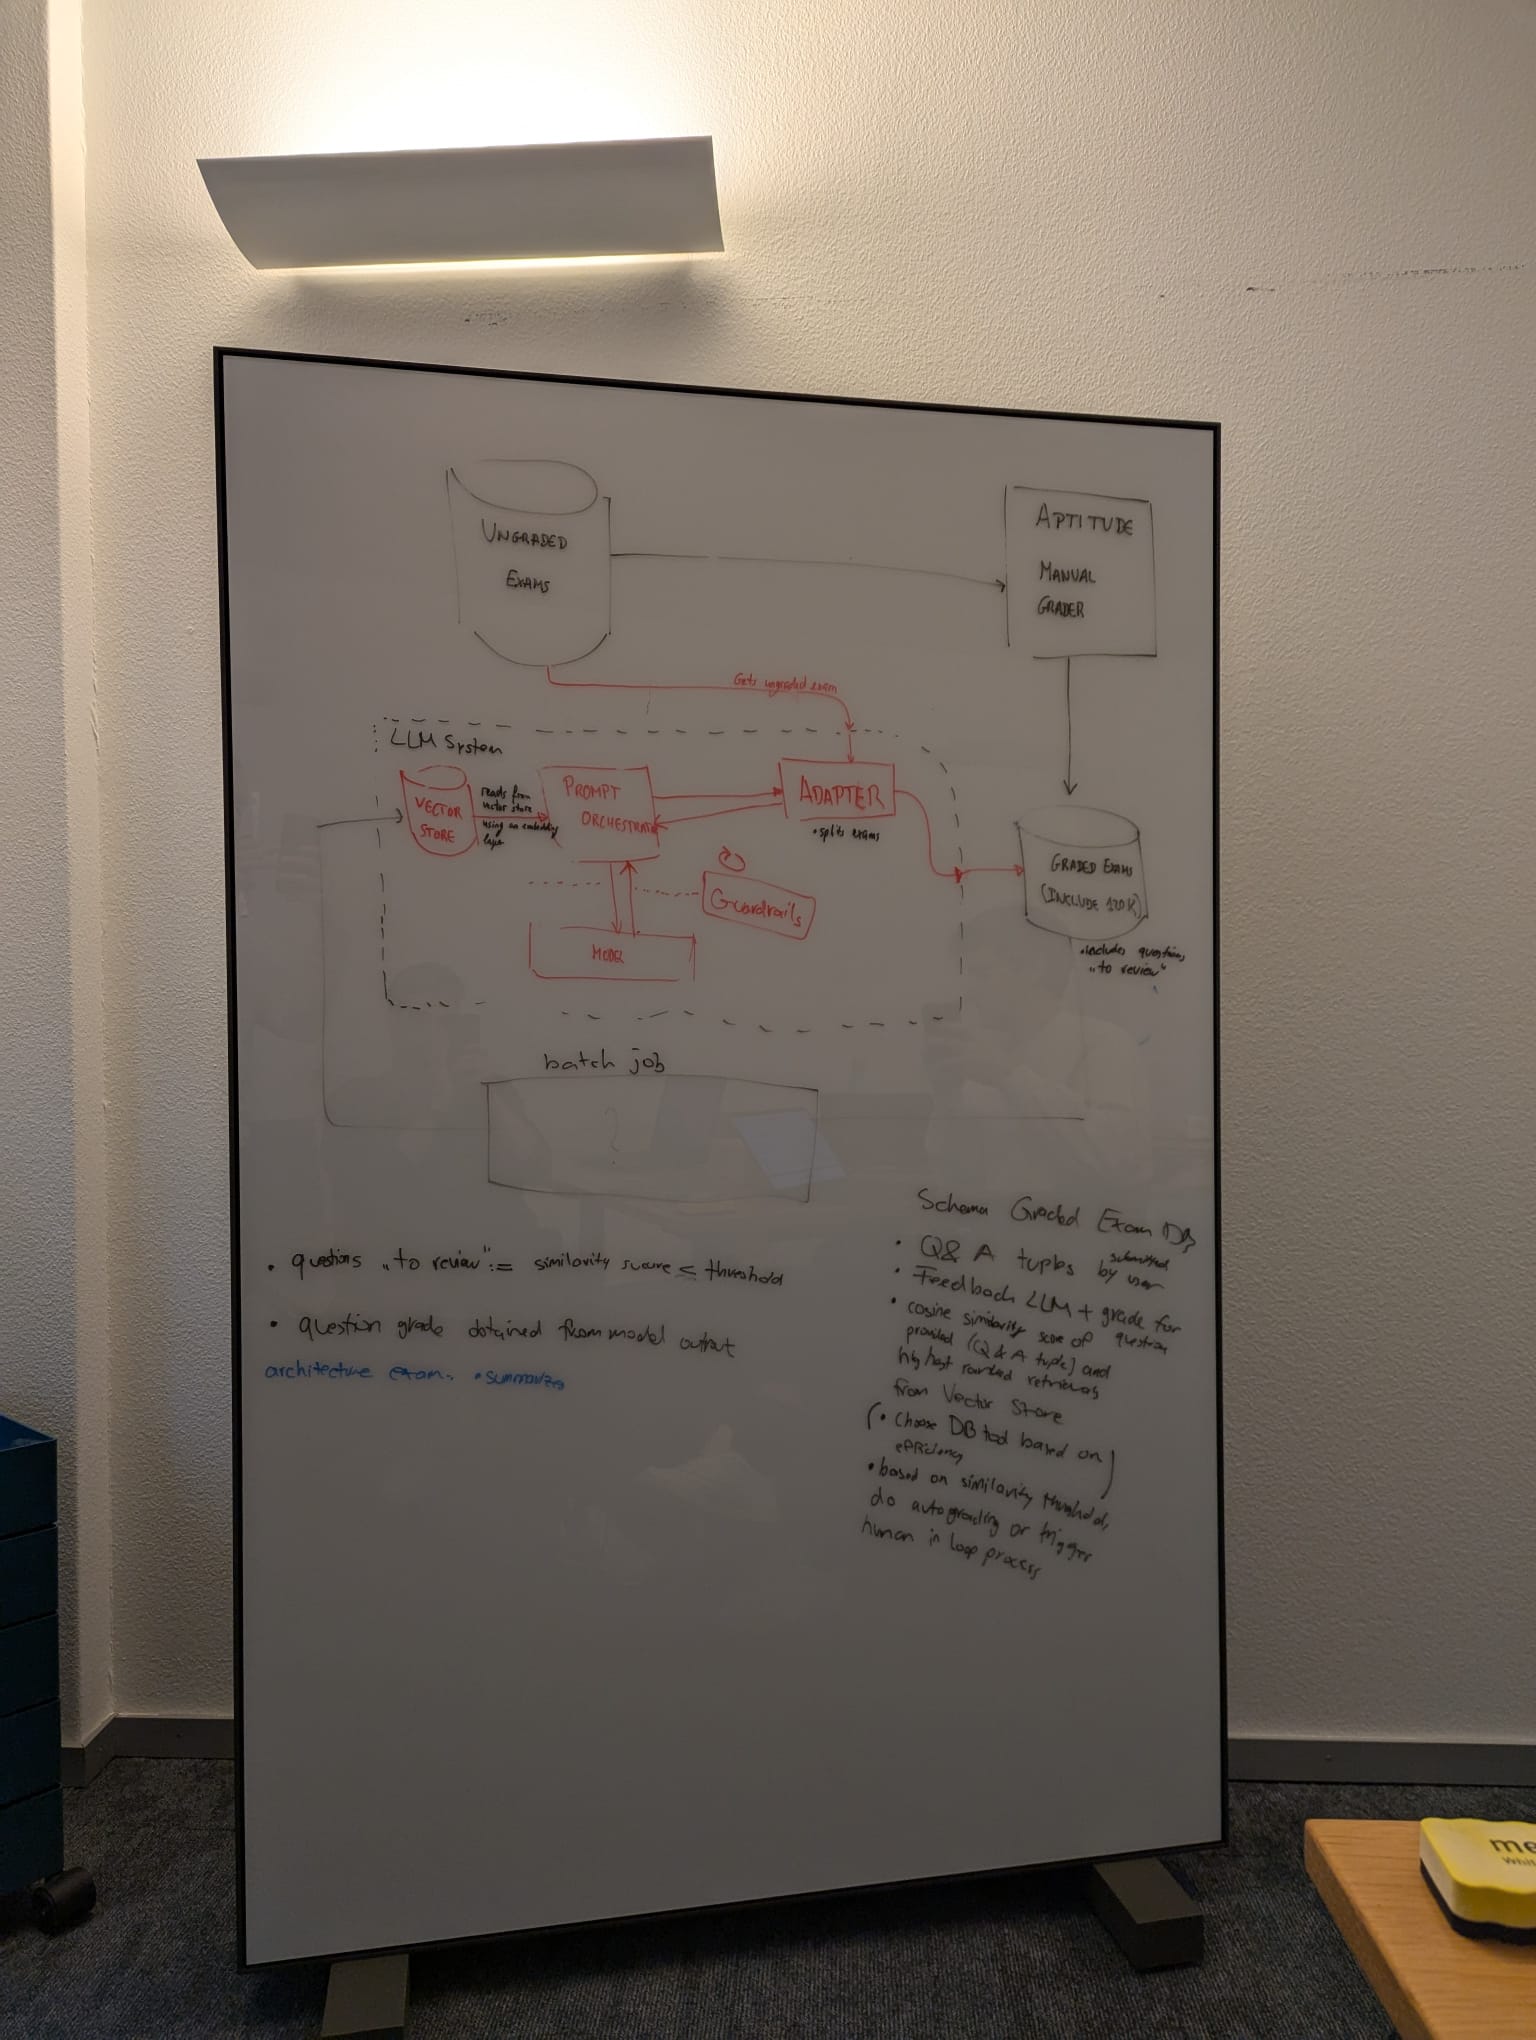 UNGRADED
EXAMS
APTITUDE
MANUAL
GRADER
Gets ungraded exam
LLM System
VECTOR
STORE
reads from
vector store
using an embedding
layer
PROMPT
ORCHESTRATOR
ADAPTER
• splits exams
Guardrails
MODEL
GRADED EXAMS
(INCLUDE 120K)
• includes questions
„to review"
batch job
?
• questions „to review" := similarity score ≤ threshold
• question grade obtained from model output
architecture exam • summarize
Schema Graded Exam DB
• Q&A tuples submitted by user
• Feedback LLM + grade for
• cosine similarity score of question
provided (Q&A tuple) and
highest ranked retrievals
from Vector Store
(• Choose DB tool based on
efficiency )
• based on similarity threshold,
do autograding or trigger
human in loop process